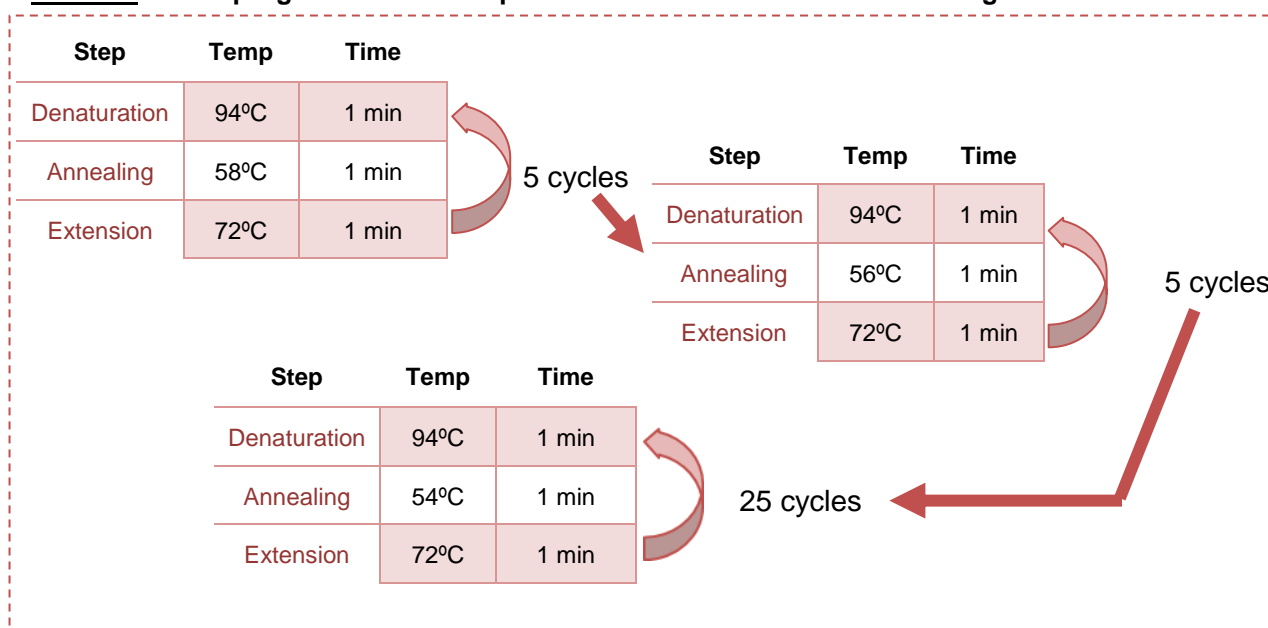 Step Temp Time
Denaturation 94ºC 1 min
Annealing 58ºC 1 min
Extension 72ºC 1 min
5 cycles
Step Temp Time
Denaturation 94ºC 1 min
Annealing 56ºC 1 min
Extension 72ºC 1 min
5 cycles
Step Temp Time
Denaturation 94ºC 1 min
Annealing 54ºC 1 min
Extension 72ºC 1 min
25 cycles